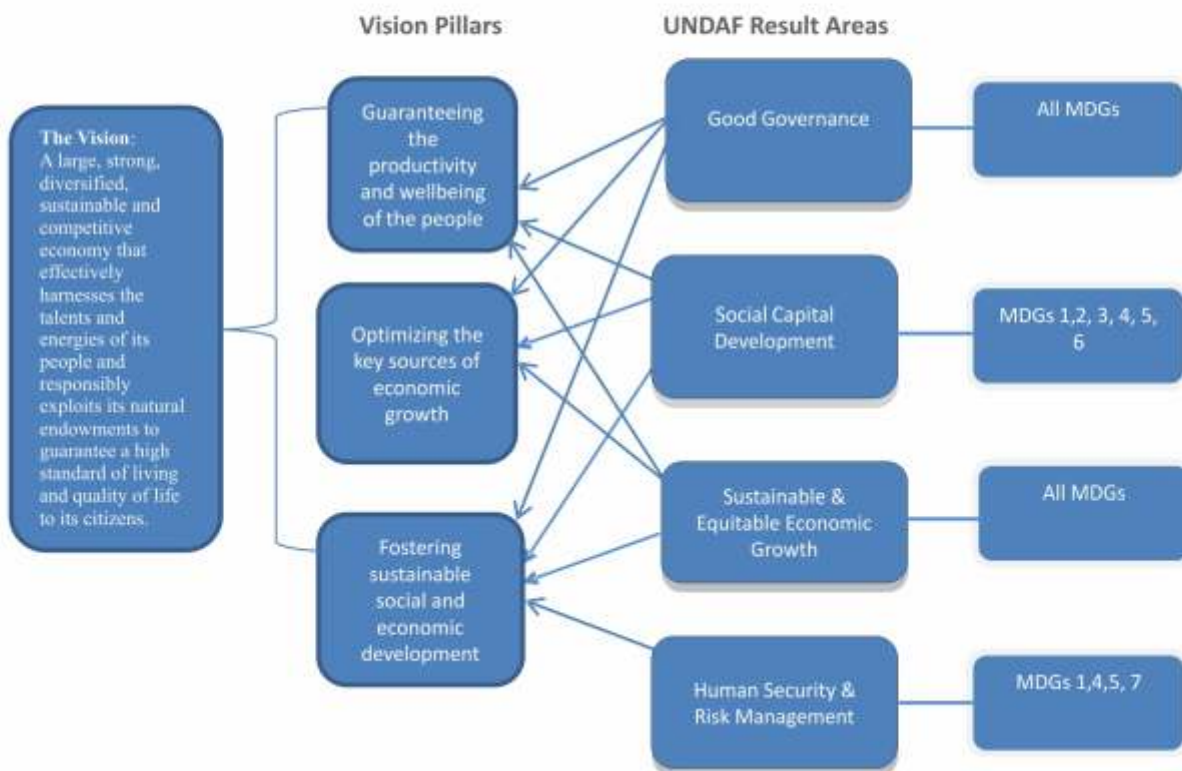 Vision Pillars
UNDAF Result Areas
The Vision:
A large, strong,
diversified,
sustainable and
competitive
economy that
effectively
harnesses the
talents and
energies of its
people and
responsibly
exploits its natural
endowments to
guarantee a high
standard of living
and quality of life
to its citizens.
Guaranteeing
the
productivity
and wellbeing
of the people
Optimizing the
key sources of
economic
growth
Fostering
sustainable
social and
economic
development
Good Governance
Social Capital
Development
Sustainable &
Equitable Economic
Growth
Human Security &
Risk Management
All MDGs
MDGs 1,2, 3, 4, 5,
6
All MDGs
MDGs 1,4,5, 7